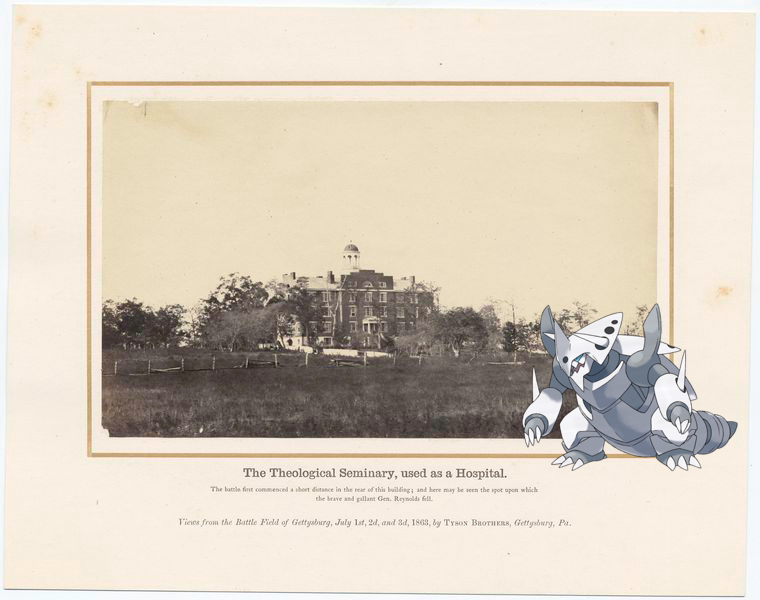 The Theological Seminary, used as a Hospital.
The battle first commenced a short distance in the rear of this building; and here may be seen the spot upon which
the brave and gallant Gen. Reynolds fell.
Views from the Battle Field of Gettysburg, July 1st, 2d, and 3d, 1863, by TYSON BROTHERS, Gettysburg, Pa.